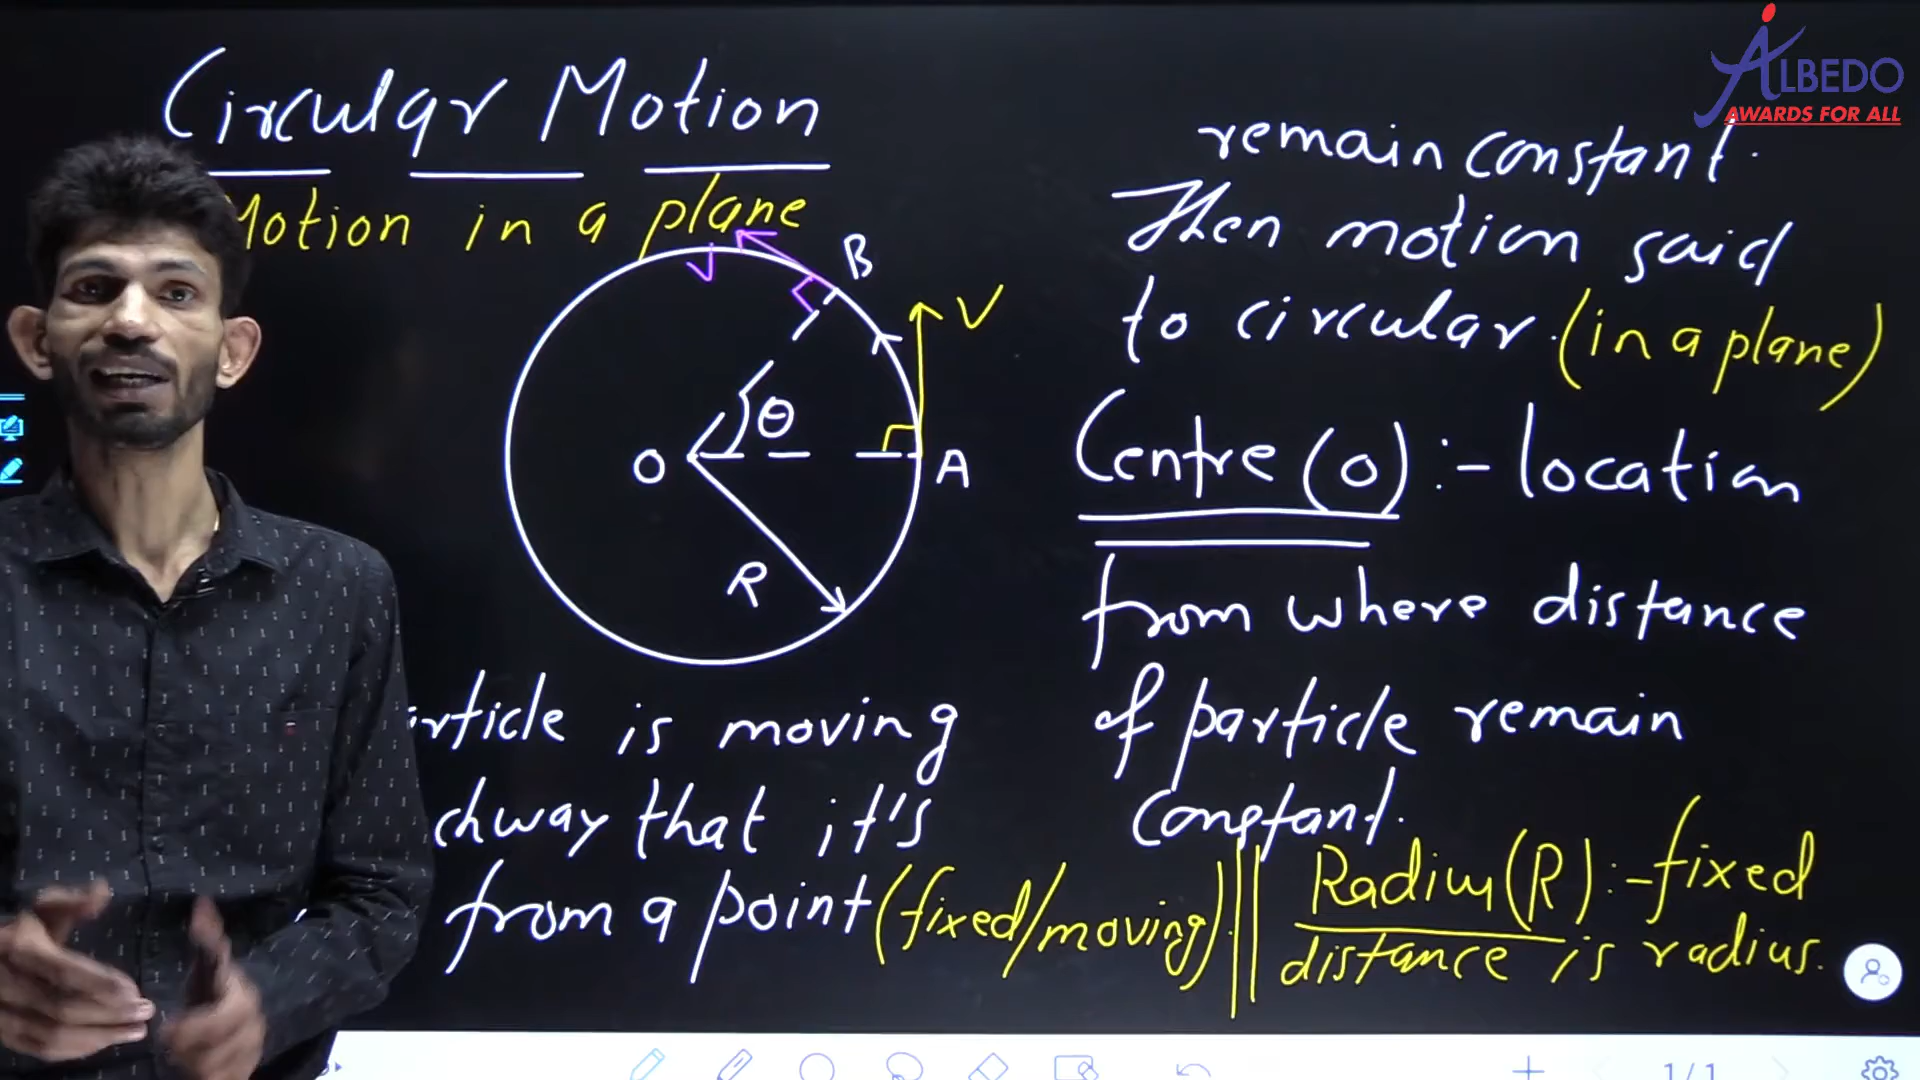 Circular Motion
Motion in a plane
B
V
V
θ
O
A
R
rticle is moving
chway that it's
from a point (fixed/moving).
ALBEDO
AWARDS FOR ALL
remain constant.
Then motion said
to circular. (in a plane)
Centre (O) :- location
from where distance
of particle remain
constant.
Radius (R) :- fixed
distance is radius.
1/1